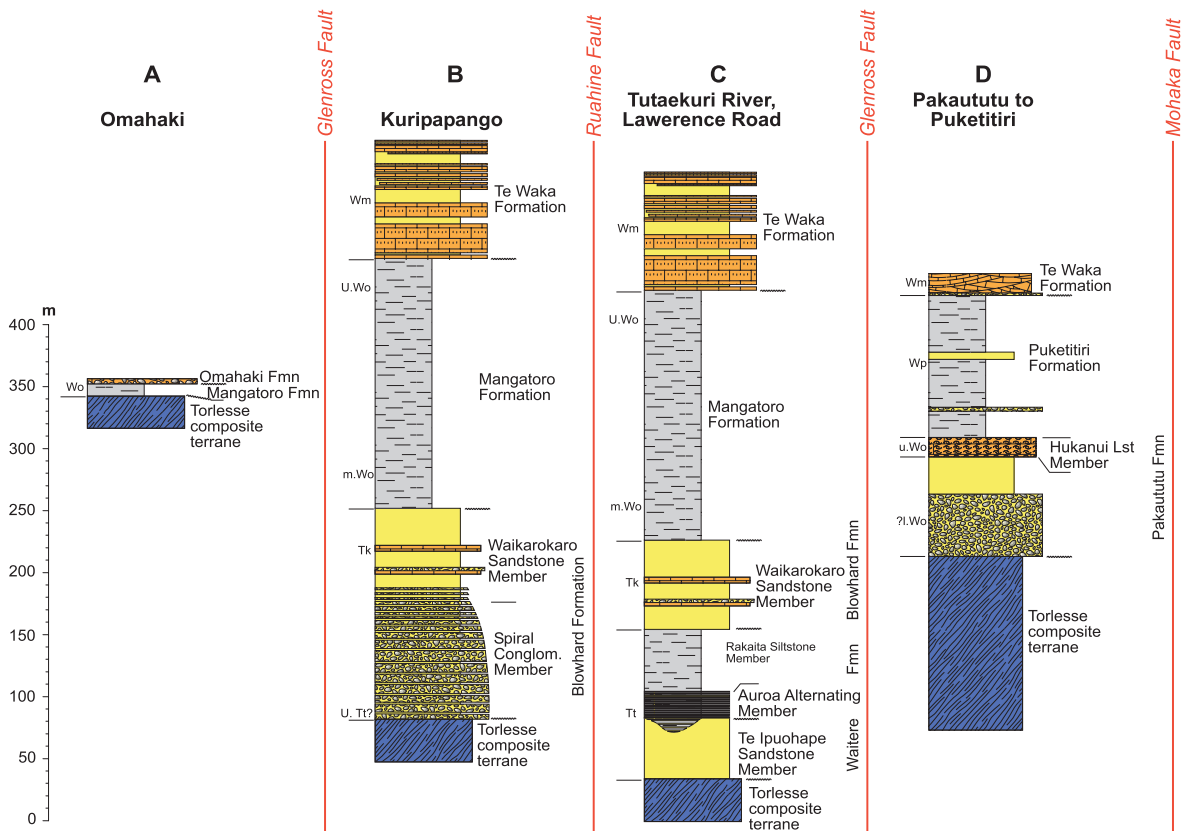 A
Omahaki
Glenross Fault
B
Kuripapango
Ruahine Fault
C
Tutaekuri River,
Lawerence Road
Glenross Fault
D
Pakaututu to
Puketitiri
Mohaka Fault
m
400
350
300
250
200
150
100
50
0
Wo
Omahaki Fmn
Mangatoro Fmn
Torlesse
composite
terrane
Wm
Te Waka
Formation
U.Wo
Mangatoro
Formation
m.Wo
Tk
Waikarokaro
Sandstone
Member
Spiral
Conglom.
Member
U. Tt?
Torlesse
composite
terrane
Blowhard Formation
Wm
Te Waka
Formation
U.Wo
Mangatoro
Formation
m.Wo
Tk
Waikarokaro
Sandstone
Member
Rakaita Siltstone
Member
Auroa Alternating
Member
Tt
Te Ipuohape
Sandstone
Member
Torlesse
composite
terrane
Blowhard Fmn
Waitere Fmn
Wm
Te Waka
Formation
Wp
Puketitiri
Formation
u.Wo
Hukanui Lst
Member
?l.Wo
Torlesse
composite
terrane
Pakaututu Fmn